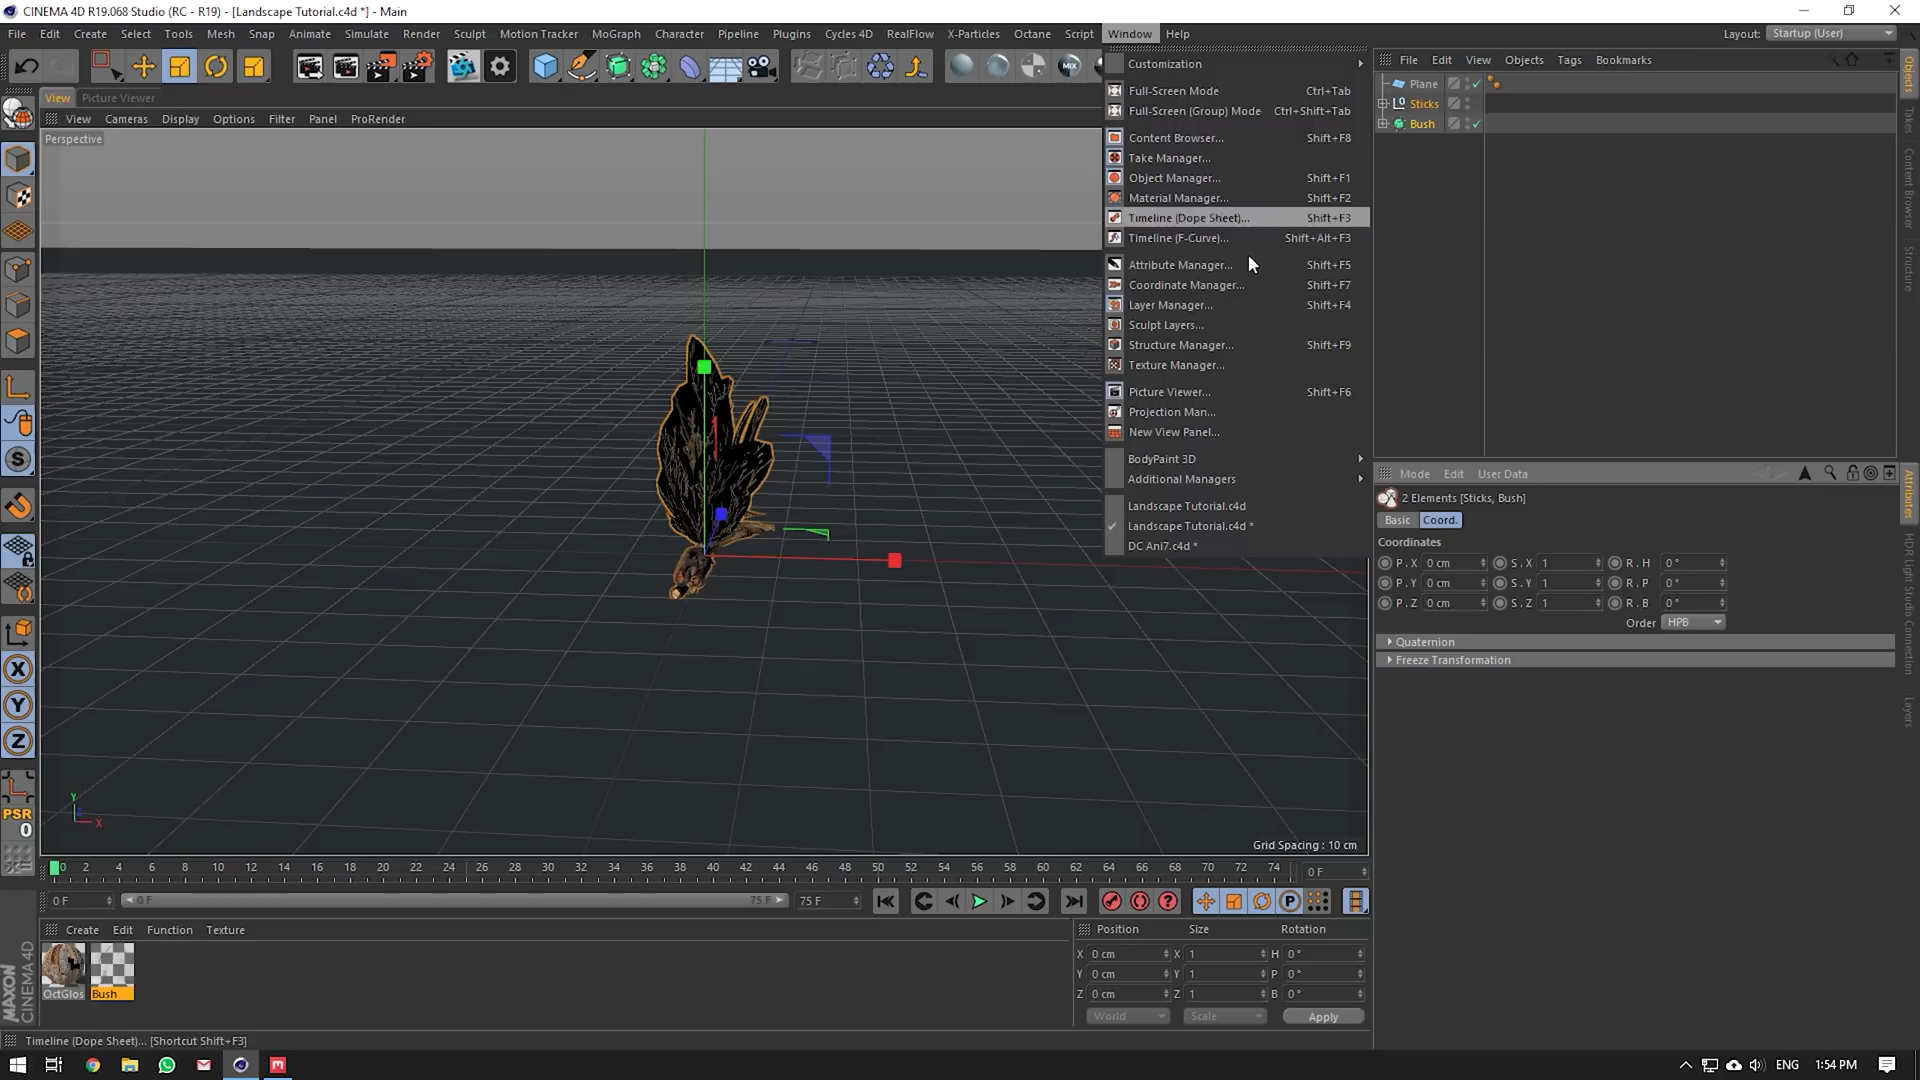 CINEMA 4D R19.068 Studio (RC - R19) - [Landscape Tutorial.c4d *] - Main
File Edit Create Select Tools Mesh Snap Animate Simulate Render Sculpt Motion Tracker MoGraph Character Pipeline Plugins Cycles 4D RealFlow X-Particles Octane Script Window Help
Layout: Startup (User)
View Picture Viewer
View Cameras Display Options Filter Panel ProRender
Perspective
Customization
Full-Screen Mode Ctrl+Tab
Full-Screen (Group) Mode Ctrl+Shift+Tab
Content Browser... Shift+F8
Take Manager...
Object Manager... Shift+F1
Material Manager... Shift+F2
Timeline (Dope Sheet)... Shift+F3
Timeline (F-Curve)... Shift+Alt+F3
Attribute Manager... Shift+F5
Coordinate Manager... Shift+F7
Layer Manager... Shift+F4
Sculpt Layers...
Structure Manager... Shift+F9
Texture Manager...
Picture Viewer... Shift+F6
Projection Man...
New View Panel...
BodyPaint 3D
Additional Managers
Landscape Tutorial.c4d
Landscape Tutorial.c4d *
DC Ani7.c4d *
MIX
File Edit View Objects Tags Bookmarks
Plane
Sticks
Bush
Objects
Takes
Content Browser
Structure
Mode Edit User Data
2 Elements [Sticks, Bush]
Basic Coord.
Coordinates
P . X 0 cm S . X 1 R . H 0 °
P . Y 0 cm S . Y 1 R . P 0 °
P . Z 0 cm S . Z 1 R . B 0 °
Order HPB
Quaternion
Freeze Transformation
Attributes
HDR Light Studio Connection
Layers
S
X
Y
Z
PSR
0
Y
X
Grid Spacing : 10 cm
0 2 4 6 8 10 12 14 16 18 20 22 24 26 28 30 32 34 36 38 40 42 44 46 48 50 52 54 56 58 60 62 64 66 68 70 72 74 0 F
0 F 0 F 75 F 75 F
P
Create Edit Function Texture
OctGlos Bush
MAXON
CINEMA 4D
Position Size Rotation
X 0 cm X 1 H 0 °
Y 0 cm Y 1 P 0 °
Z 0 cm Z 1 B 0 °
World Scale Apply
Timeline (Dope Sheet)... [Shortcut Shift+F3]
ENG 1:54 PM